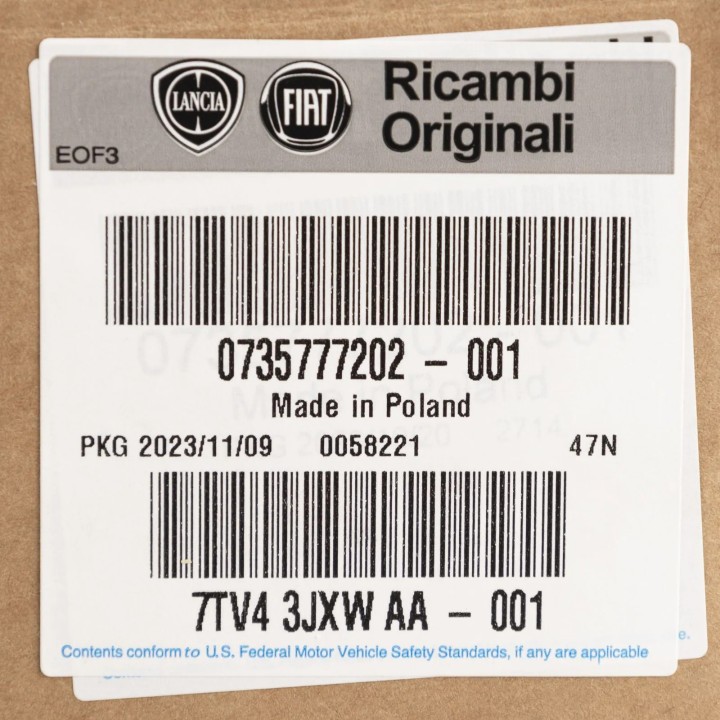 LANCIA FIAT Ricambi
Originali
EOF3
0735777202 – 001
Made in Poland
PKG 2023/11/09 0058221 47N
7TV4 3JXW AA – 001
Contents conform to U.S. Federal Motor Vehicle Safety Standards, if any are applicable